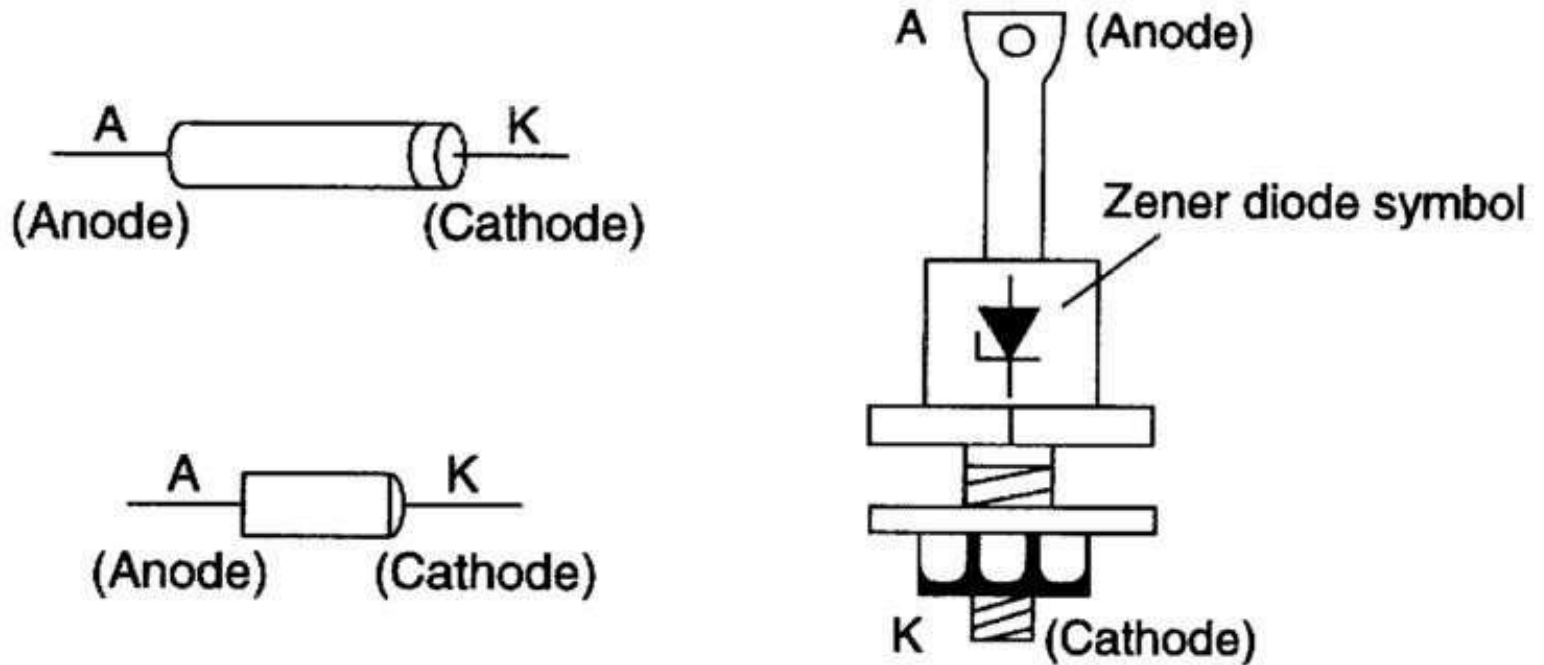 A K
(Anode) (Cathode)
A K
(Anode) (Cathode)
A (Anode)
Zener diode symbol
K (Cathode)